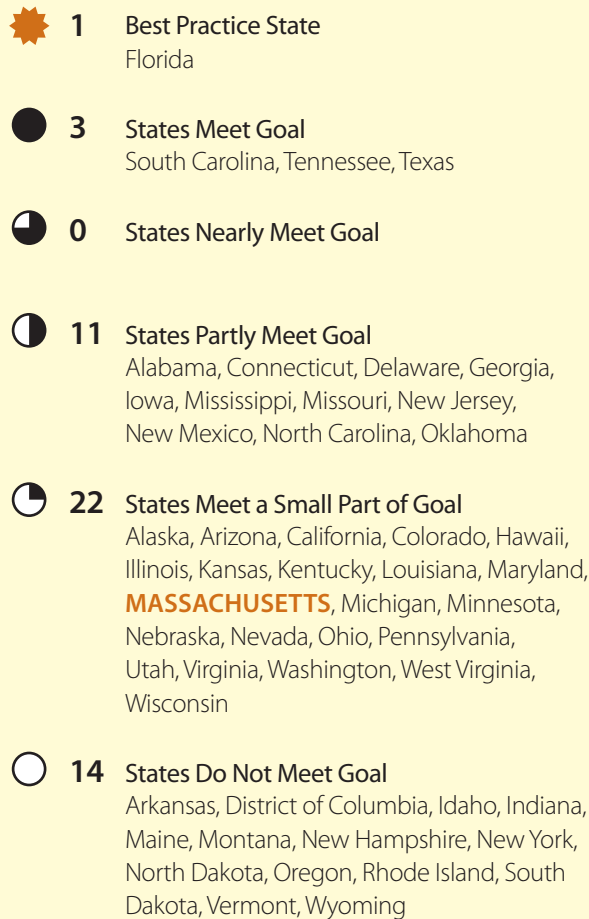 1 Best Practice State
Florida
3 States Meet Goal
South Carolina, Tennessee, Texas
0 States Nearly Meet Goal
11 States Partly Meet Goal
Alabama, Connecticut, Delaware, Georgia,
Iowa, Mississippi, Missouri, New Jersey,
New Mexico, North Carolina, Oklahoma
22 States Meet a Small Part of Goal
Alaska, Arizona, California, Colorado, Hawaii,
Illinois, Kansas, Kentucky, Louisiana, Maryland,
MASSACHUSETTS, Michigan, Minnesota,
Nebraska, Nevada, Ohio, Pennsylvania,
Utah, Virginia, Washington, West Virginia,
Wisconsin
14 States Do Not Meet Goal
Arkansas, District of Columbia, Idaho, Indiana,
Maine, Montana, New Hampshire, New York,
North Dakota, Oregon, Rhode Island, South
Dakota, Vermont, Wyoming